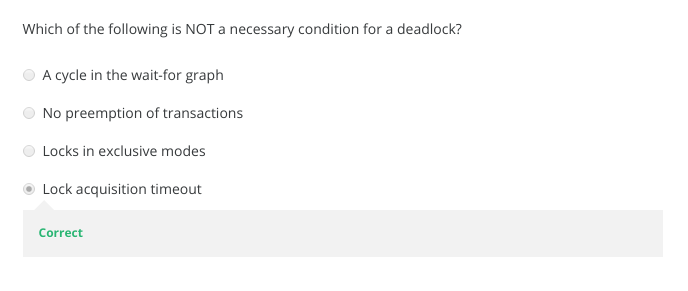 Which of the following is NOT a necessary condition for a deadlock?
A cycle in the wait-for graph
No preemption of transactions
Locks in exclusive modes
Lock acquisition timeout
Correct